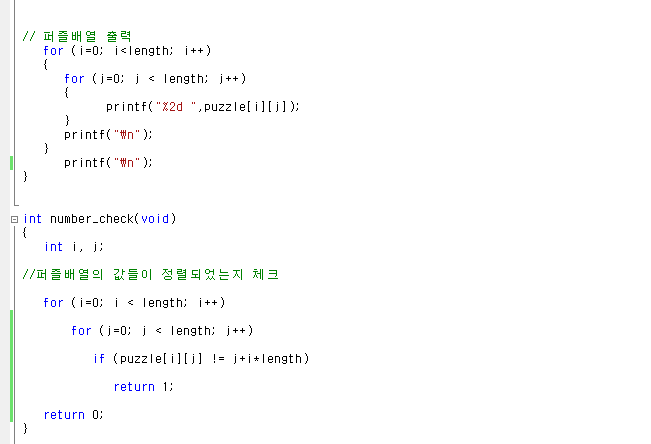 // 퍼즐배열 출력
for (i=0; i<length; i++)
{
for (j=0; j < length; j++)
{
printf("%2d ",puzzle[i][j]);
}
printf("₩n");
}
printf("₩n");
}
int number_check(void)
{
int i, j;
//퍼즐배열의 값들이 정렬되었는지 체크
for (i=0; i < length; i++)
for (j=0; j < length; j++)
if (puzzle[i][j] != j+i*length)
return 1;
return 0;
}